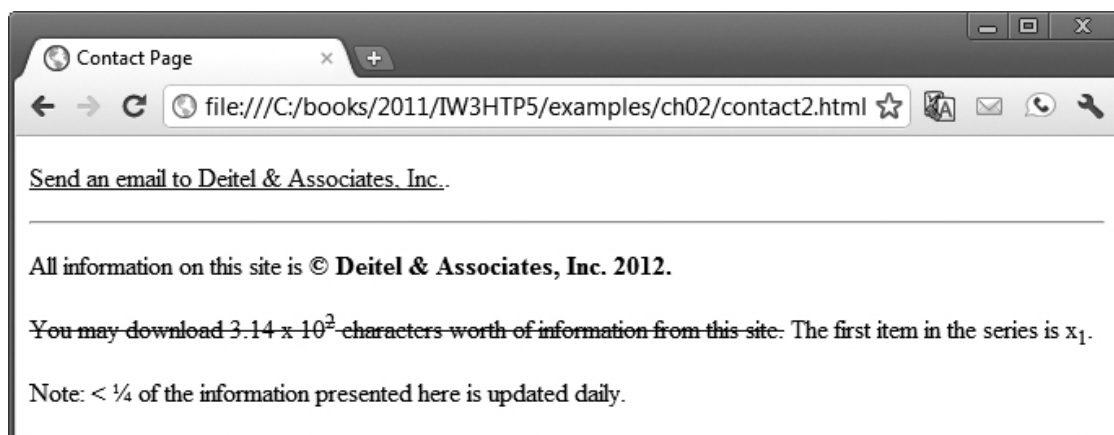 Contact Page
file:///C:/books/2011/IW3HTP5/examples/ch02/contact2.html
Send an email to Deitel & Associates, Inc..
All information on this site is © Deitel & Associates, Inc. 2012.
You may download 3.14 x 10² characters worth of information from this site. The first item in the series is x₁.
Note: < ¼ of the information presented here is updated daily.